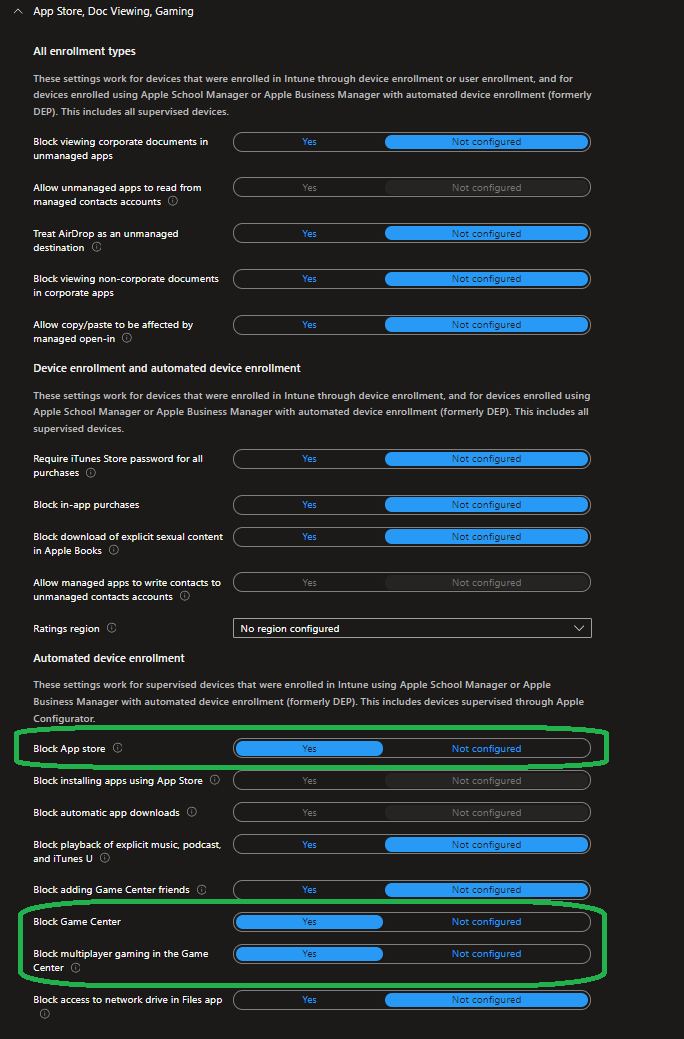 App Store, Doc Viewing, Gaming
All enrollment types
These settings work for devices that were enrolled in Intune through device enrollment or user enrollment, and for
devices enrolled using Apple School Manager or Apple Business Manager with automated device enrollment (formerly
DEP). This includes all supervised devices.
Block viewing corporate documents in
unmanaged apps
Yes Not configured
Allow unmanaged apps to read from
managed contacts accounts
Yes Not configured
Treat AirDrop as an unmanaged
destination
Yes Not configured
Block viewing non-corporate documents
in corporate apps
Yes Not configured
Allow copy/paste to be affected by
managed open-in
Yes Not configured
Device enrollment and automated device enrollment
These settings work for devices that were enrolled in Intune through device enrollment, and for devices enrolled using
Apple School Manager or Apple Business Manager with automated device enrollment (formerly DEP). This includes all
supervised devices.
Require iTunes Store password for all
purchases
Yes Not configured
Block in-app purchases Yes Not configured
Block download of explicit sexual content
in Apple Books
Yes Not configured
Allow managed apps to write contacts to
unmanaged contacts accounts
Yes Not configured
Ratings region No region configured
Automated device enrollment
These settings work for supervised devices that were enrolled in Intune using Apple School Manager or Apple
Business Manager with automated device enrollment (formerly DEP). This includes devices supervised through Apple
Configurator.
Block App store Yes Not configured
Block installing apps using App Store Yes Not configured
Block automatic app downloads Yes Not configured
Block playback of explicit music, podcast,
and iTunes U
Yes Not configured
Block adding Game Center friends Yes Not configured
Block Game Center Yes Not configured
Block multiplayer gaming in the Game
Center
Yes Not configured
Block access to network drive in Files app Yes Not configured